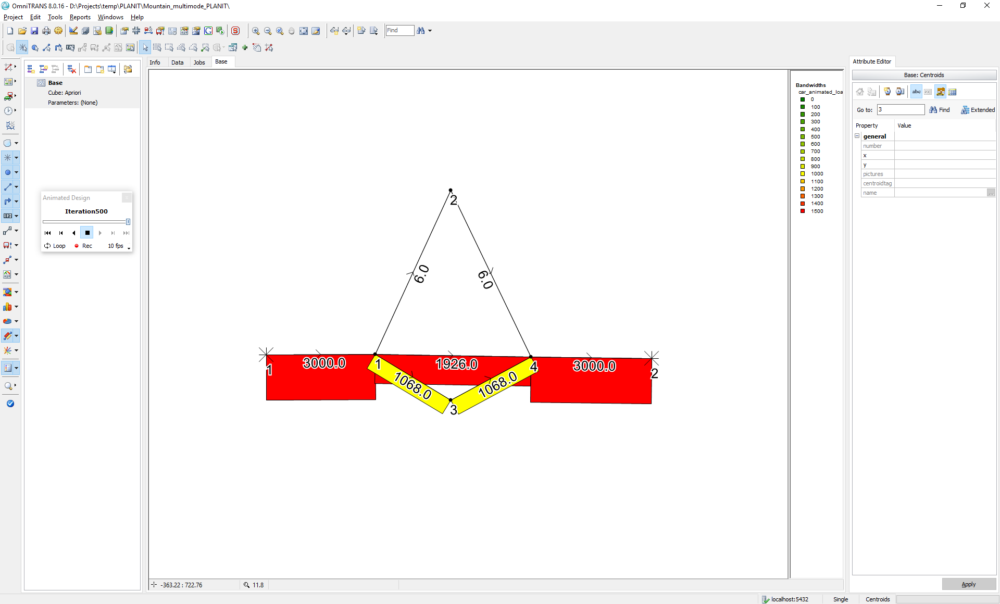 OmniTRANS 8.0.16 - D:\Projects\temp\PLANIT\Mountain_multimode_PLANIT\
Project Edit Tools Reports Windows Help
Find
Base
Cube: Apriori
Parameters: (None)
Animated Design
Iteration500
Loop Rec 10 fps
Info Data Jobs Base
2
6.0
6.0
3000.0
1926.0
3000.0
1
1
4
2
1068.0
1068.0
3
Bandwidths
car_animated_loa
0
100
200
300
400
500
600
700
800
900
1000
1100
1200
1300
1400
1500
Attribute Editor
Base: Centroids
abc
Go to: 3 Find Extended
Property Value
general
number
x
y
pictures
centroidtag
name
...
Apply
-363.22 : 722.76 11.8
localhost:5432 Single Centroids